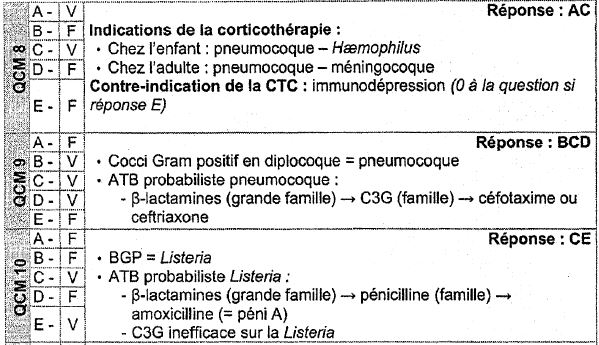 QCM 8
A - V Réponse : AC
B - F Indications de la corticothérapie :
C - V • Chez l'enfant : pneumocoque – Hæmophilus
D - F • Chez l'adulte : pneumocoque – méningocoque
E - F Contre-indication de la CTC : immunodépression (0 à la question si
réponse E)
QCM 9
A - F Réponse : BCD
B - V • Cocci Gram positif en diplocoque = pneumocoque
C - V • ATB probabiliste pneumocoque :
D - V - β-lactamines (grande famille) → C3G (famille) → céfotaxime ou
E - F ceftriaxone
QCM 10
A - F Réponse : CE
B - F • BGP = Listeria
C - V • ATB probabiliste Listeria :
D - F - β-lactamines (grande famille) → pénicilline (famille) →
E - V amoxicilline (= péni A)
- C3G inefficace sur la Listeria